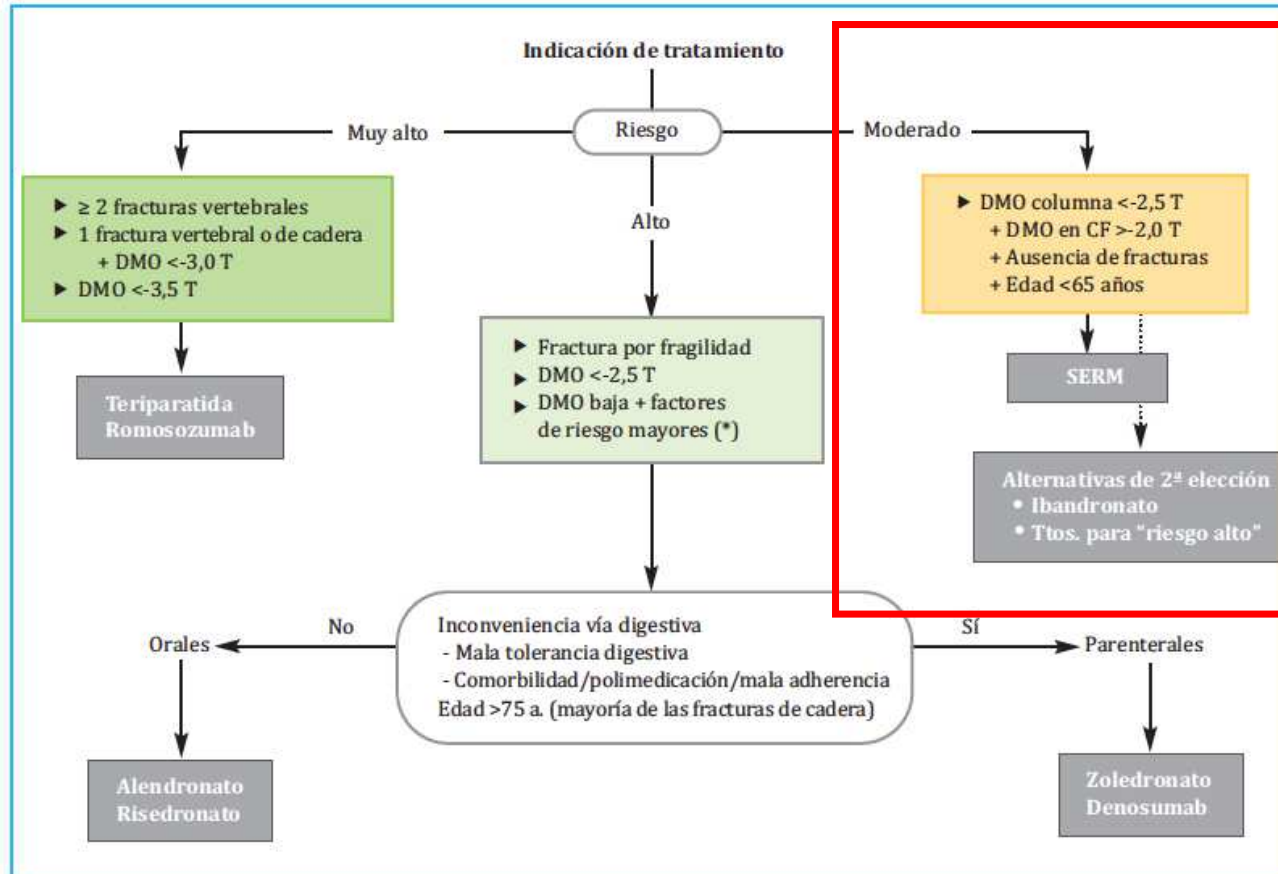 Indicación de tratamiento
Riesgo
Muy alto
Alto
Moderado
▶ ≥ 2 fracturas vertebrales
▶ 1 fractura vertebral o de cadera
+ DMO <-3,0 T
▶ DMO <-3,5 T
Teriparatida
Romosozumab
▶ Fractura por fragilidad
▶ DMO <-2,5 T
▶ DMO baja + factores
de riesgo mayores (*)
▶ DMO columna <-2,5 T
+ DMO en CF >-2,0 T
+ Ausencia de fracturas
+ Edad <65 años
SERM
Alternativas de 2ª elección
• Ibandronato
• Ttos. para "riesgo alto"
Inconveniencia vía digestiva
- Mala tolerancia digestiva
- Comorbilidad/polimedicación/mala adherencia
Edad >75 a. (mayoría de las fracturas de cadera)
No
Orales
Alendronato
Risedronato
Sí
Parenterales
Zoledronato
Denosumab